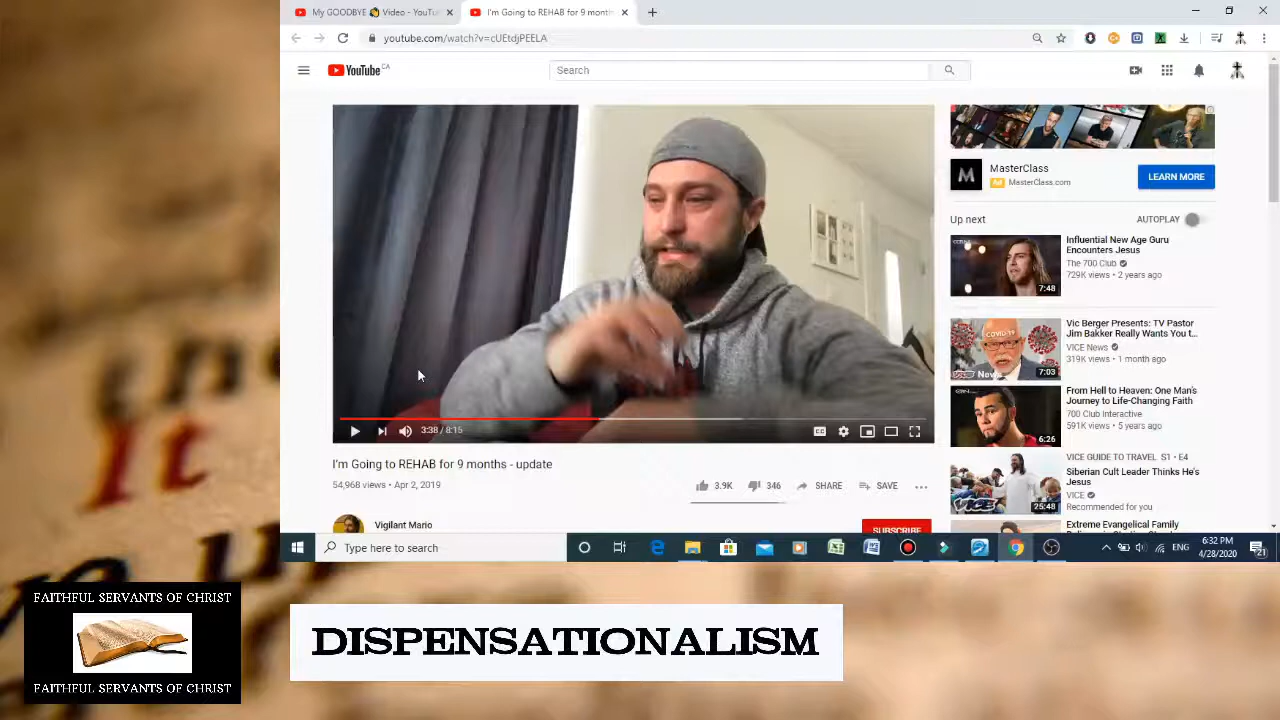 My GOODBYE 👋 Video - YouTu
I'm Going to REHAB for 9 month
youtube.com/watch?v=cUEtdjPEELA
YouTube CA
Search
MasterClass
Ad MasterClass.com
LEARN MORE
Up next
AUTOPLAY
Influential New Age Guru
Encounters Jesus
The 700 Club
729K views • 2 years ago
7:48
Vic Berger Presents: TV Pastor
Jim Bakker Really Wants You t...
VICE News
319K views • 1 month ago
COVID-19
7:03
From Hell to Heaven: One Man's
Journey to Life-Changing Faith
700 Club Interactive
591K views • 5 years ago
6:26
VICE GUIDE TO TRAVEL S1 • E4
Siberian Cult Leader Thinks He's
Jesus
VICE
Recommended for you
25:48
Extreme Evangelical Family
3:38 / 8:15
I'm Going to REHAB for 9 months - update
54,968 views • Apr 2, 2019
3.9K
346
SHARE
SAVE
Vigilant Mario
SUBSCRIBE
Type here to search
ENG
6:32 PM
4/28/2020
21
It
FAITHFUL SERVANTS OF CHRIST
FAITHFUL SERVANTS OF CHRIST
DISPENSATIONALISM